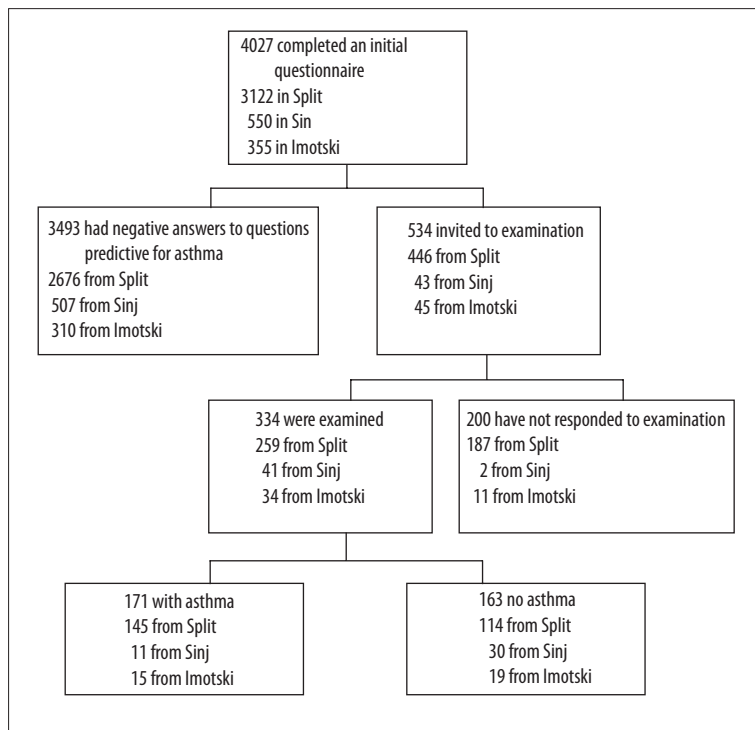 4027 completed an initial
questionnaire
3122 in Split
550 in Sin
355 in Imotski
3493 had negative answers to questions
predictive for asthma
2676 from Split
507 from Sinj
310 from Imotski
534 invited to examination
446 from Split
43 from Sinj
45 from Imotski
334 were examined
259 from Split
41 from Sinj
34 from Imotski
200 have not responded to examination
187 from Split
2 from Sinj
11 from Imotski
171 with asthma
145 from Split
11 from Sinj
15 from Imotski
163 no asthma
114 from Split
30 from Sinj
19 from Imotski